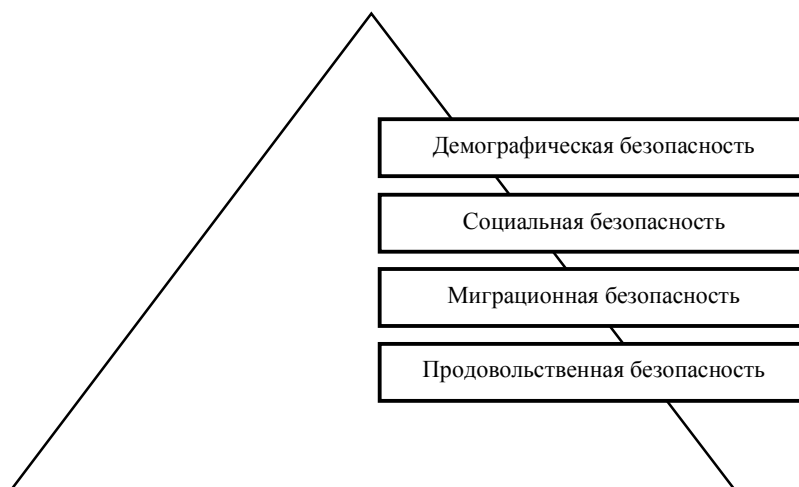 Демографическая безопасность
Социальная безопасность
Миграционная безопасность
Продовольственная безопасность